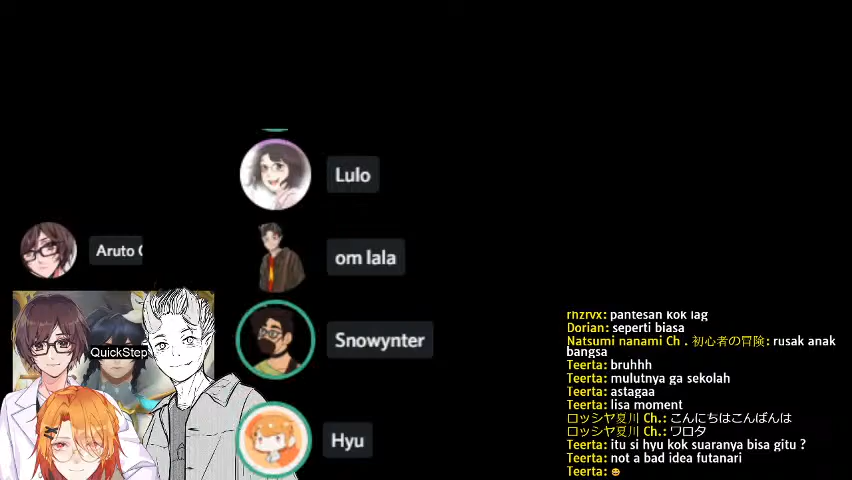 Lulo
Aruto
om lala
QuickStep
Snowynter
Hyu
rhzrvx: pantesan kok lag
Dorian: seperti biasa
Natsumi nanami Ch . 初心者の冒険: rusak anak
bangsa
Teerta: bruhhh
Teerta: mulutnya ga sekolah
Teerta: astagaa
Teerta: lisa moment
ロッシヤ夏川 Ch.: こんにちはこんばんは
ロッシヤ夏川 Ch.: ワロタ
Teerta: itu si hyu kok suaranya bisa gitu ?
Teerta: not a bad idea futanari
Teerta: